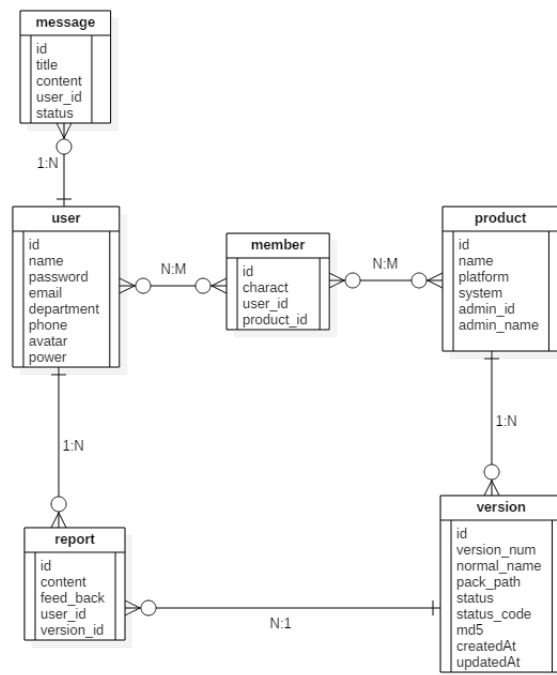 message
id
title
content
user_id
status
1:N
user
id
name
password
email
department
phone
avatar
power
N:M
member
id
charact
user_id
product_id
N:M
product
id
name
platform
system
admin_id
admin_name
1:N
1:N
report
id
content
feed_back
user_id
version_id
N:1
version
id
version_num
normal_name
pack_path
status
status_code
md5
createdAt
updatedAt